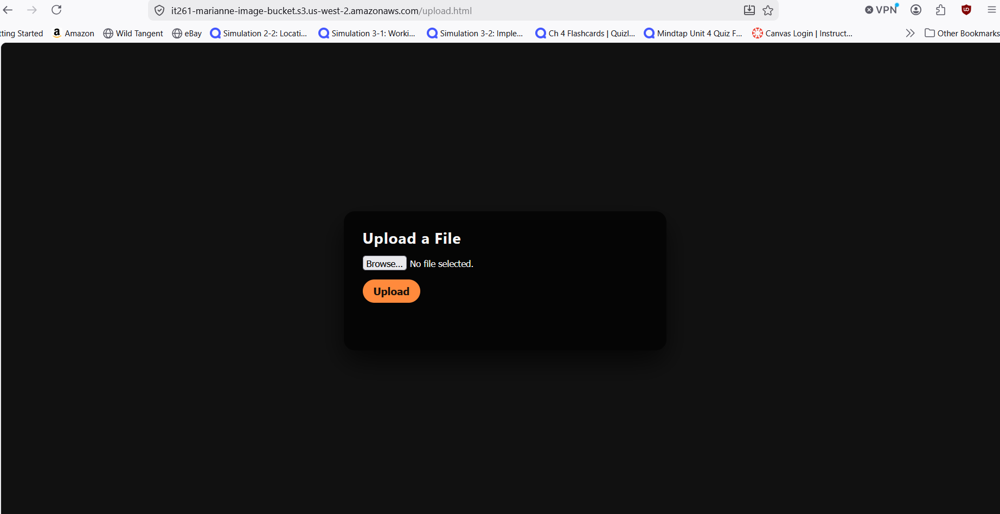 it261-marianne-image-bucket.s3.us-west-2.amazonaws.com/upload.html VPN
tting Started Amazon Wild Tangent eBay Simulation 2-2: Locati... Simulation 3-1: Worki... Simulation 3-2: Imple... Ch 4 Flashcards | Quizl... Mindtap Unit 4 Quiz F... Canvas Login | Instruct... Other Bookmarks
Upload a File
Browse... No file selected.
Upload